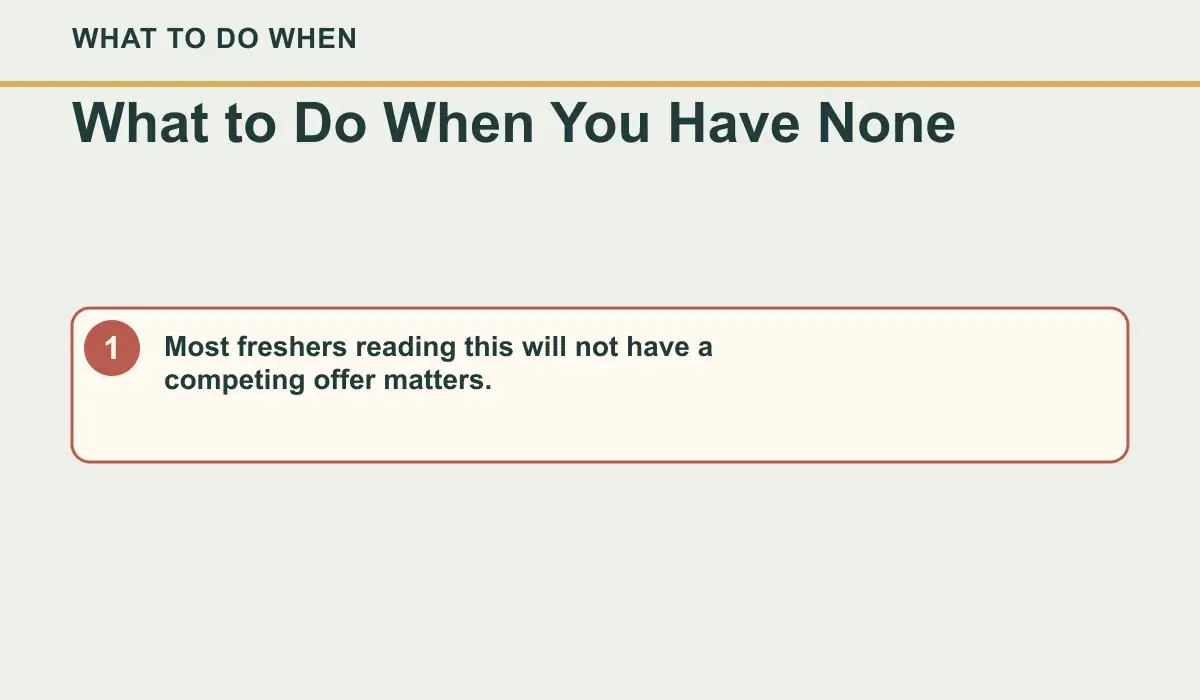 WHAT TO DO WHEN
What to Do When You Have None
1
Most freshers reading this will not have a
competing offer matters.